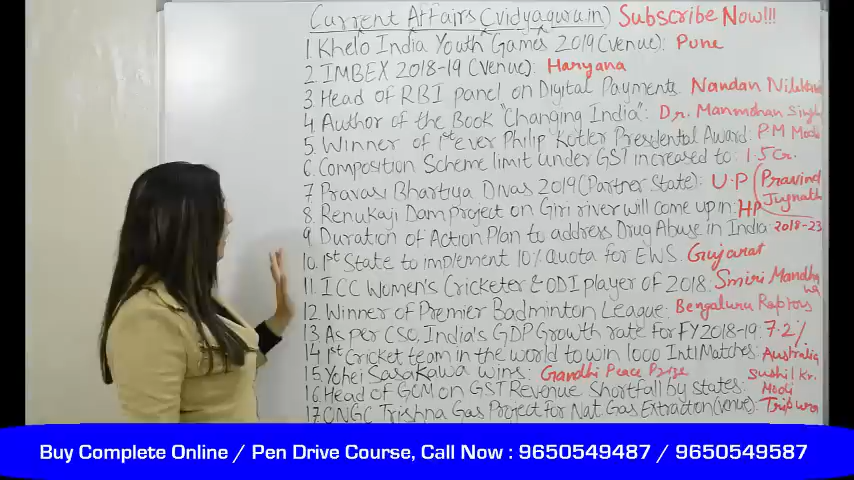 Current Affairs (vidyaguru.in) Subscribe Now!!!
1. Khelo India Youth Games 2019 (venue): Pune
2. IMBEX 2018-19 (venue): Haryana
3. Head of RBI panel on Digital Payments Nandan Nilekani
4. Author of the Book "Changing India": Dr. Manmohan Singh
5. Winner of 1st ever Philip Kotler Presidential Award: PM Modi
6. Composition Scheme limit under GST increased to: 1.5 Cr.
7. Pravasi Bhartiya Divas 2019 (Partner State): U.P (Pravind Jugnath
8. Renukaji Dam project on Giri river will come up in: HP
9. Duration of Action Plan to address Drug Abuse in India 2018-23
10. 1st State to implement 10% quota for EWS. Gujarat
11. ICC Women's Cricketer & ODI player of 2018: Smiri Mandhana
12. Winner of Premier Badminton League: Bengaluru Raptors
13. As per CSO, India's GDP Growth rate for FY 2018-19: 7.2%
14. 1st Cricket team in the world to win 1000 Int'l Matches: Australia
15. Yohei Sasakawa wins: Gandhi Peace Prize
16. Head of GOM on GST Revenue Shortfall by states: Sushil Kr. Modi
17. ONGC Trishna Gas Project for Nat Gas Extraction (venue): Tripura
Buy Complete Online / Pen Drive Course, Call Now : 9650549487 / 9650549587